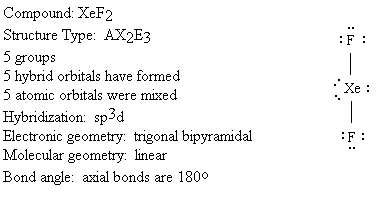 Compound: XeF2
Structure Type: AX2E3
5 groups
5 hybrid orbitals have formed
5 atomic orbitals were mixed
Hybridization: sp3d
Electronic geometry: trigonal bipyramidal
Molecular geometry: linear
Bond angle: axial bonds are 180o
F
Xe
F